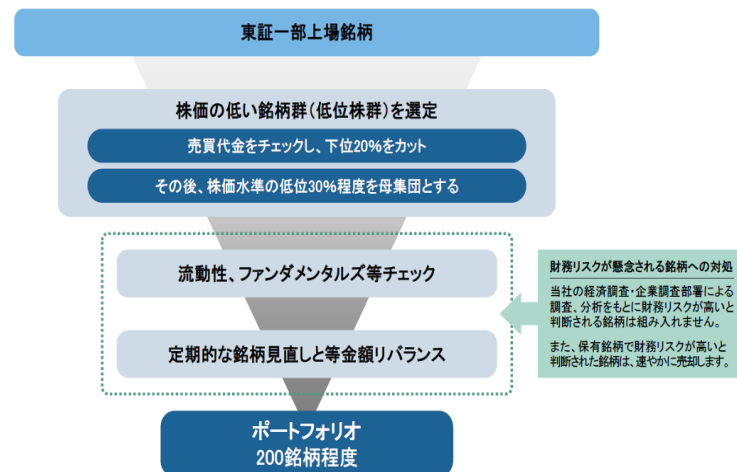 東証一部上場銘柄
株価の低い銘柄群(低位株群)を選定
売買代金をチェックし、下位20%をカット
その後、株価水準の低位30%程度を母集団とする
流動性、ファンダメンタルズ等チェック
定期的な銘柄見直しと等金額リバランス
財務リスクが懸念される銘柄への対処
当社の経済調査・企業調査部署による
調査、分析をもとに財務リスクが高いと
判断される銘柄は組み入れません。
また、保有銘柄で財務リスクが高いと
判断された銘柄は、速やかに売却します。
ポートフォリオ
200銘柄程度